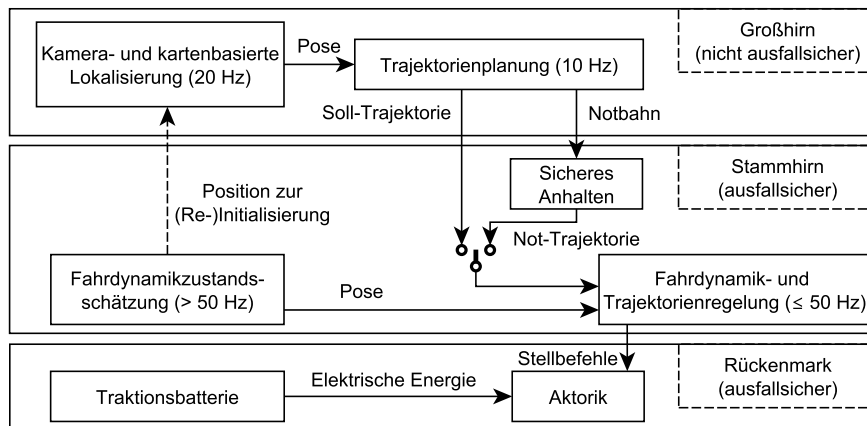 Kamera- und kartenbasierte
Lokalisierung (20 Hz)
Pose
Trajektorienplanung (10 Hz)
Großhirn
(nicht ausfallsicher)
Soll-Trajektorie
Notbahn
Position zur
(Re-)Initialisierung
Sicheres
Anhalten
Stammhirn
(ausfallsicher)
Not-Trajektorie
Fahrdynamikzustands-
schätzung (> 50 Hz)
Pose
Fahrdynamik- und
Trajektorienregelung (≤ 50 Hz)
Stellbefehle
Traktionsbatterie
Elektrische Energie
Aktorik
Rückenmark
(ausfallsicher)